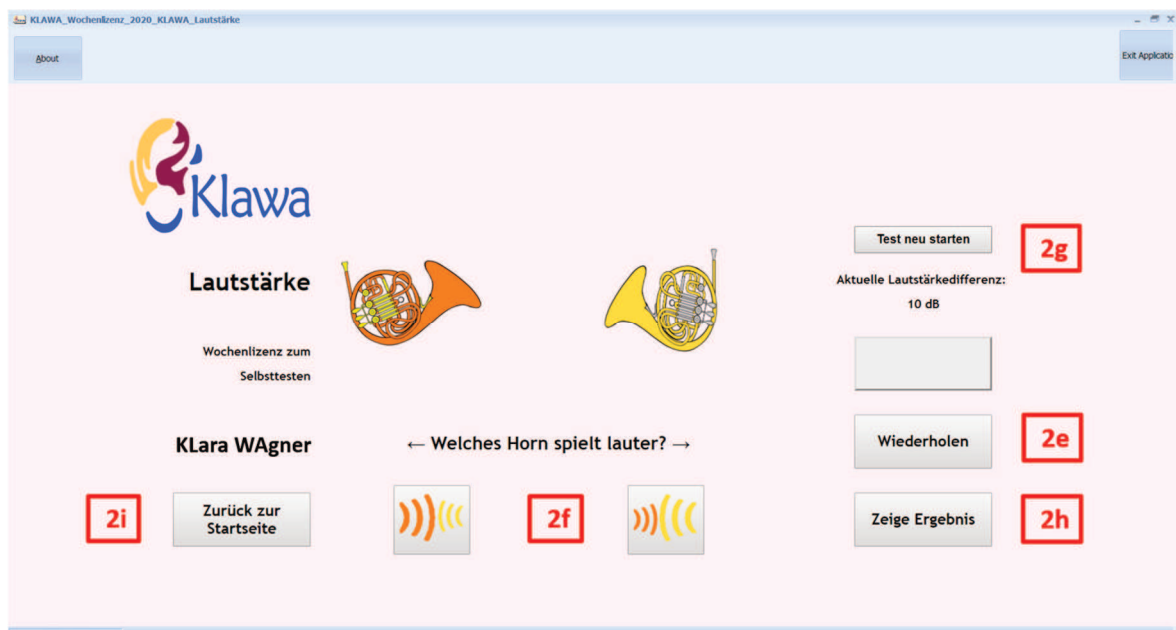 KLAWA_Wochenlizenz_2020_KLAWA_Lautstärke
About
Exit Applicatio
Klawa
Test neu starten
2g
Lautstärke
Aktuelle Lautstärkedifferenz:
10 dB
Wochenlizenz zum
Selbsttesten
KLara WAgner
← Welches Horn spielt lauter? →
Wiederholen
2e
2i
Zurück zur
Startseite
2f
Zeige Ergebnis
2h